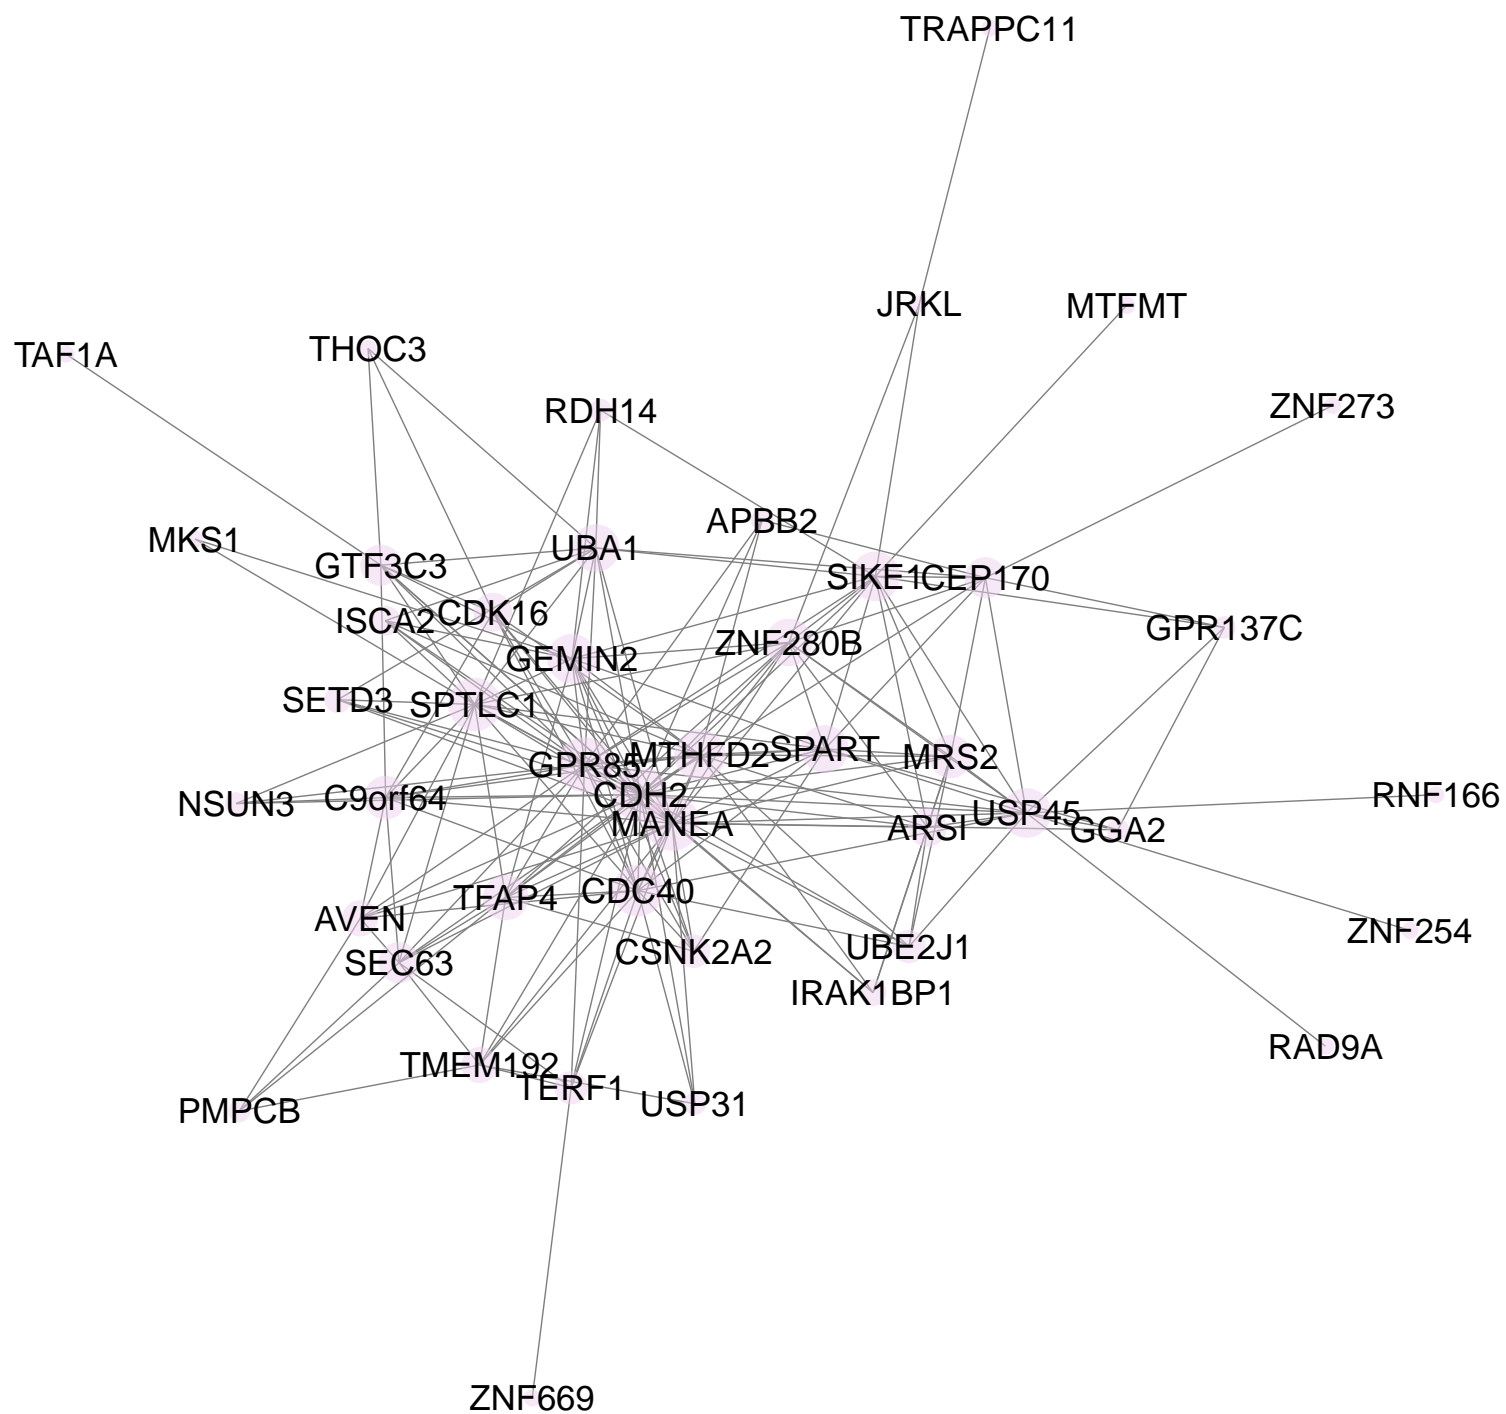 TRAPPC11
JRKL
MTFMT
TAF1A
THOC3
RDH14
ZNF273
MKS1
APBB2
GTF3C3
UBA1
SIKE1
CEP170
ISCA2
CDK16
GPR137C
GEMIN2
ZNF280B
SETD3
SPTLC1
GPR85
MTHFD2
SPART
MRS2
NSUN3
C9orf64
CDH2
RNF166
MANEA
ARSI
USP45
GGA2
AVEN
TFAP4
CDC40
ZNF254
SEC63
CSNK2A2
UBE2J1
IRAK1BP1
RAD9A
TMEM192
TERF1
USP31
PMPCB
ZNF669